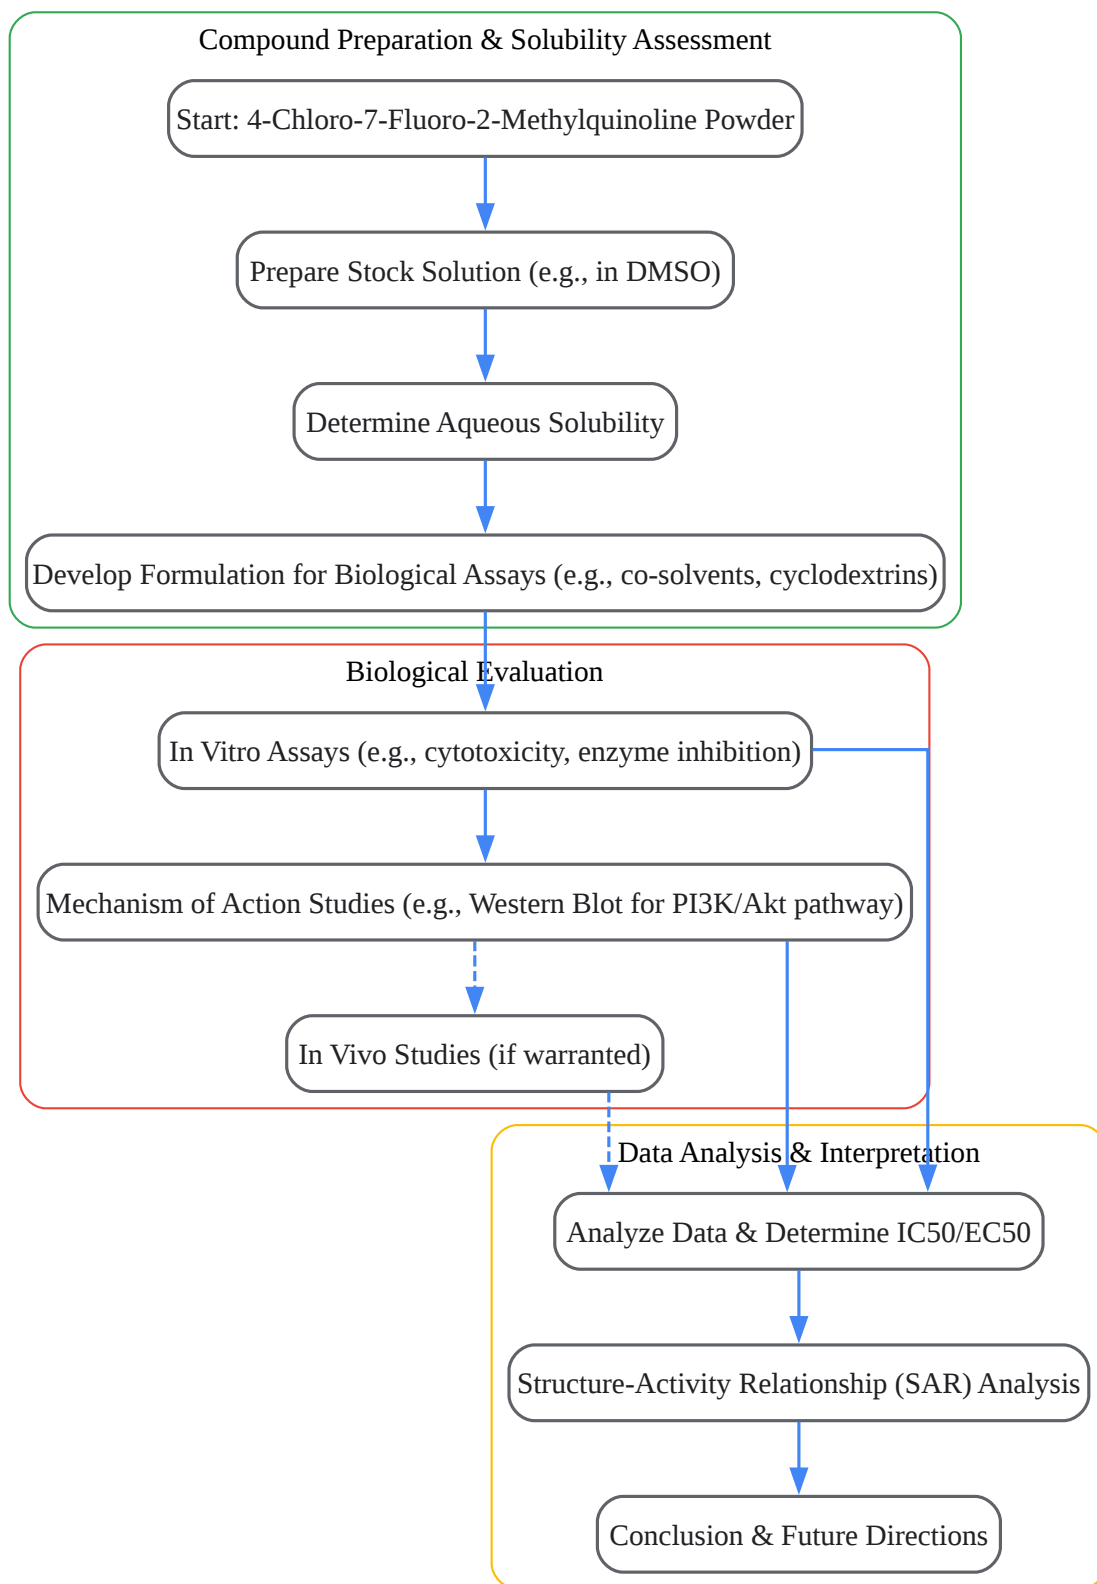 Compound Preparation & Solubility Assessment
Start: 4-Chloro-7-Fluoro-2-Methylquinoline Powder
Prepare Stock Solution (e.g., in DMSO)
Determine Aqueous Solubility
Develop Formulation for Biological Assays (e.g., co-solvents, cyclodextrins)
Biological Evaluation
In Vitro Assays (e.g., cytotoxicity, enzyme inhibition)
Mechanism of Action Studies (e.g., Western Blot for PI3K/Akt pathway)
In Vivo Studies (if warranted)
Data Analysis & Interpretation
Analyze Data & Determine IC50/EC50
Structure-Activity Relationship (SAR) Analysis
Conclusion & Future Directions